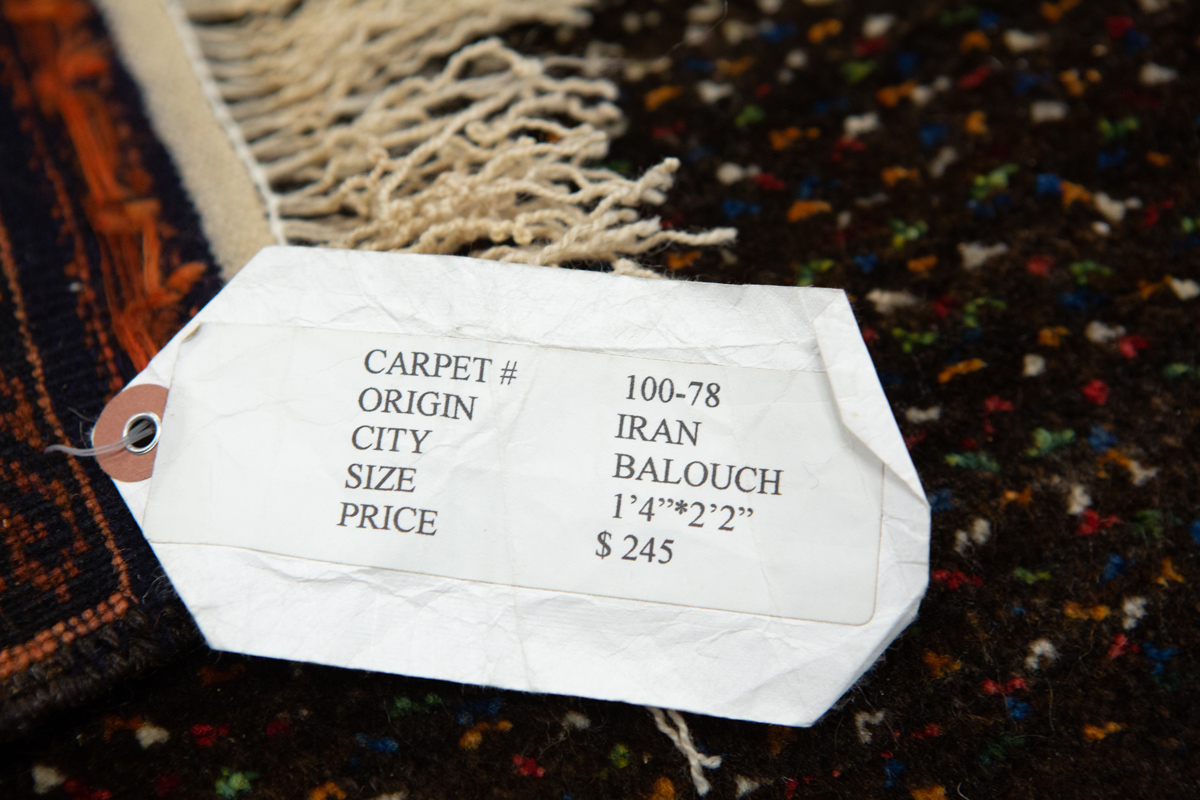 CARPET # 100-78
ORIGIN IRAN
CITY BALOUCH
SIZE 1’4”*2’2”
PRICE $ 245